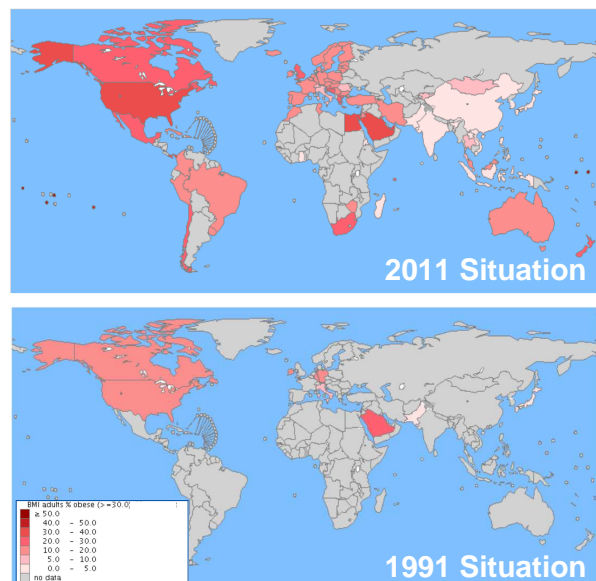 2011 Situation
BMI adults % obese (>=30.0)
≥ 50.0
40.0 - 50.0
30.0 - 40.0
20.0 - 30.0
10.0 - 20.0
5.0 - 10.0
0.0 - 5.0
no data
1991 Situation